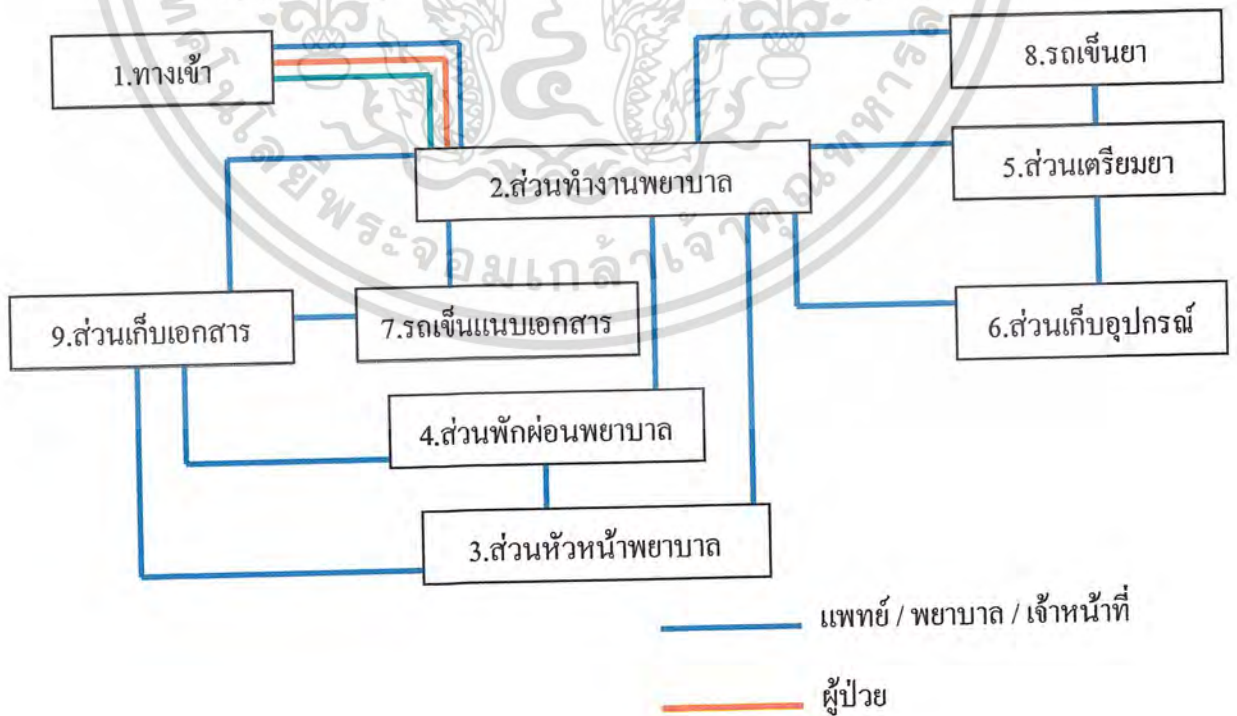 1.ทางเข้า
8.รถเข็นยา
2.ส่วนทำงานพยาบาล
5.ส่วนเตรียมยา
9.ส่วนเก็บเอกสาร
7.รถเข็นแนบเอกสาร
6.ส่วนเก็บอุปกรณ์
4.ส่วนพักผ่อนพยาบาล
3.ส่วนหัวหน้าพยาบาล
แพทย์ / พยาบาล / เจ้าหน้าที่
ผู้ป่วย